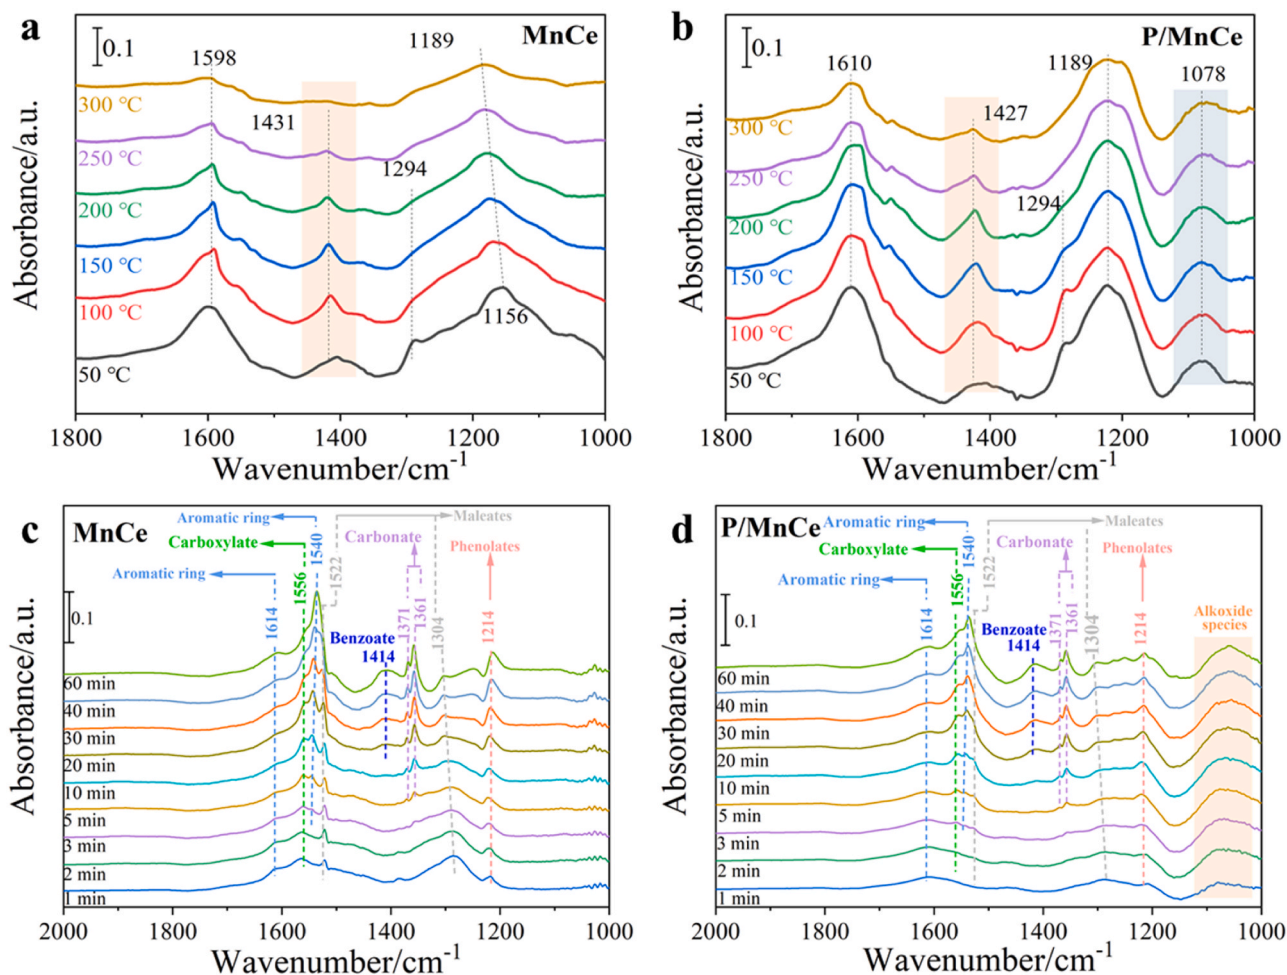 a
0.1
MnCe
1598
1189
300 °C
1431
250 °C
1294
200 °C
150 °C
100 °C
1156
50 °C
Absorbance/a.u.
1800 1600 1400 1200 1000
Wavenumber/cm-1
b
0.1
P/MnCe
1610
1189
1078
1427
300 °C
250 °C
1294
200 °C
150 °C
100 °C
50 °C
Absorbance/a.u.
1800 1600 1400 1200 1000
Wavenumber/cm-1
c
MnCe
Aromatic ring
Maleates
Carboxylate
Carbonate
Phenolates
Aromatic ring
0.1
1614
1556
1540
1522
Benzoate
1414
1371
1361
1304
1214
60 min
40 min
30 min
20 min
10 min
5 min
3 min
2 min
1 min
Absorbance/a.u.
2000 1800 1600 1400 1200 1000
Wavenumber/cm-1
d
P/MnCe
Aromatic ring
Maleates
Carboxylate
Carbonate
Phenolates
Aromatic ring
0.1
1614
1556
1540
1522
Benzoate
1414
1371
1361
1304
1214
Alkoxide
species
60 min
40 min
30 min
20 min
10 min
5 min
3 min
2 min
1 min
Absorbance/a.u.
2000 1800 1600 1400 1200 1000
Wavenumber/cm-1